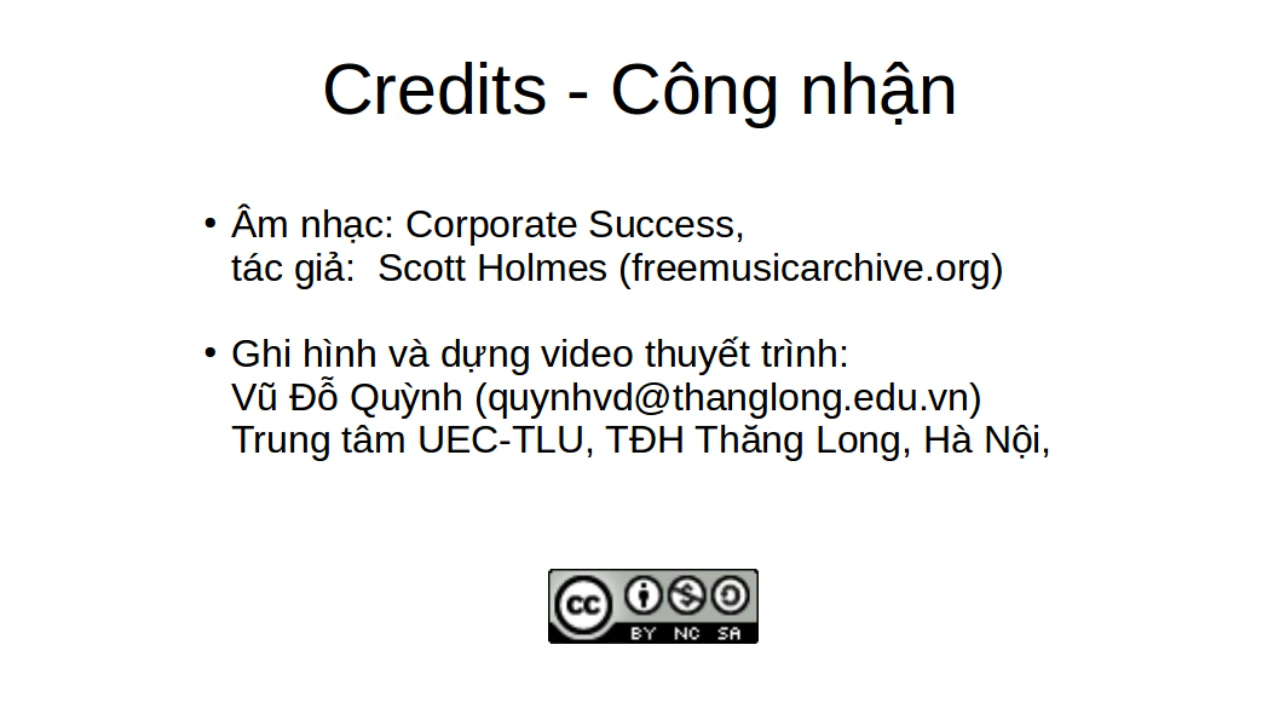 Credits - Công nhận
• Âm nhạc: Corporate Success,
tác giả:  Scott Holmes (freemusicarchive.org)
• Ghi hình và dựng video thuyết trình:
Vũ Đỗ Quỳnh (quynhvd@thanglong.edu.vn)
Trung tâm UEC-TLU, TĐH Thăng Long, Hà Nội,
cc
BY NC SA